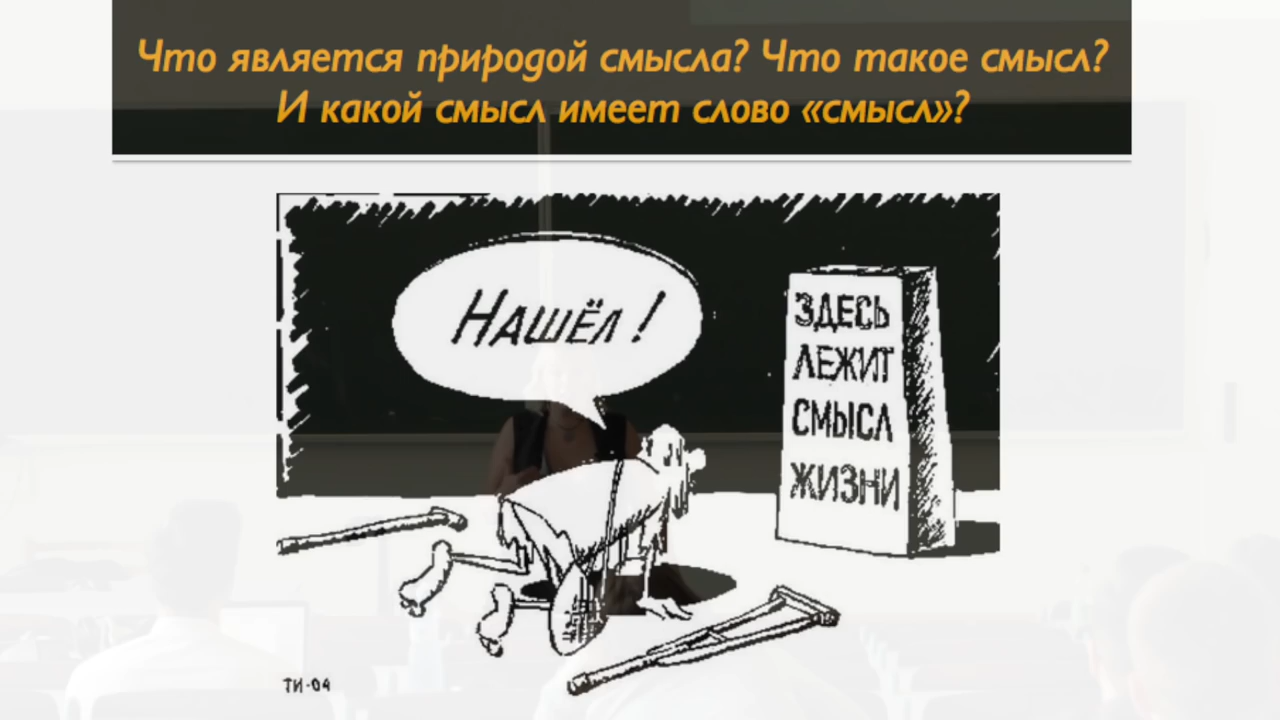 Что является природой смысла? Что такое смысл?
И какой смысл имеет слово «смысл»?
Нашёл!
ЗДЕСЬ
ЛЕЖИТ
СМЫСЛ
ЖИЗНИ
ТИ-04